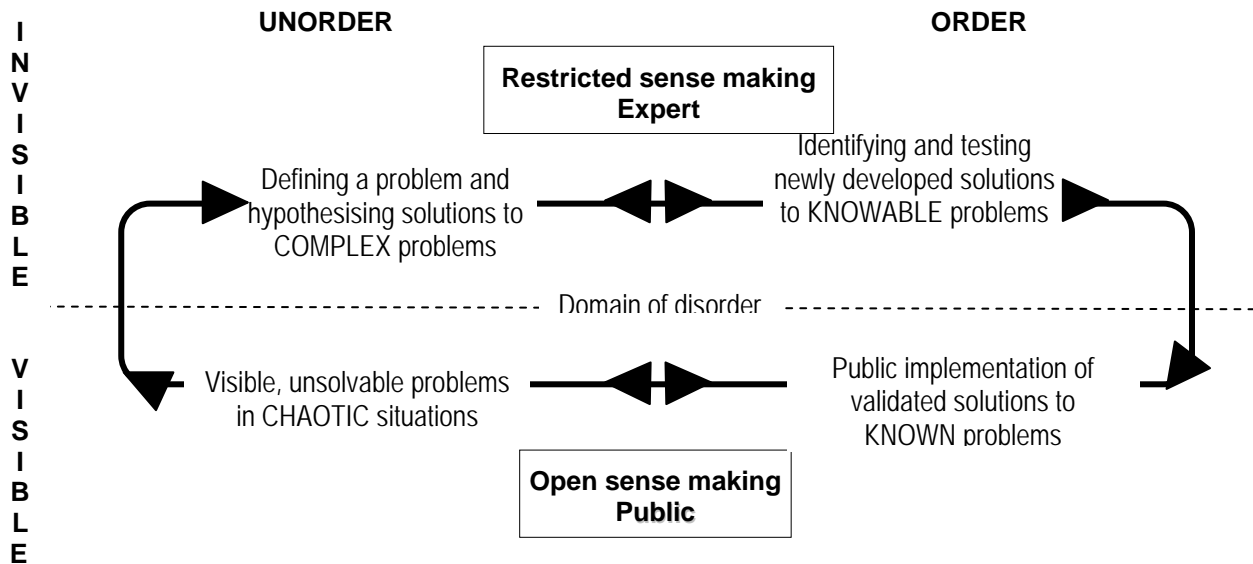 UNORDER
ORDER
INVISIBLE
Restricted sense making
Expert
Defining a problem and
hypothesising solutions to
COMPLEX problems
Identifying and testing
newly developed solutions
to KNOWABLE problems
Domain of disorder
VISIBLE
Visible, unsolvable problems
in CHAOTIC situations
Public implementation of
validated solutions to
KNOWN problems
Open sense making
Public